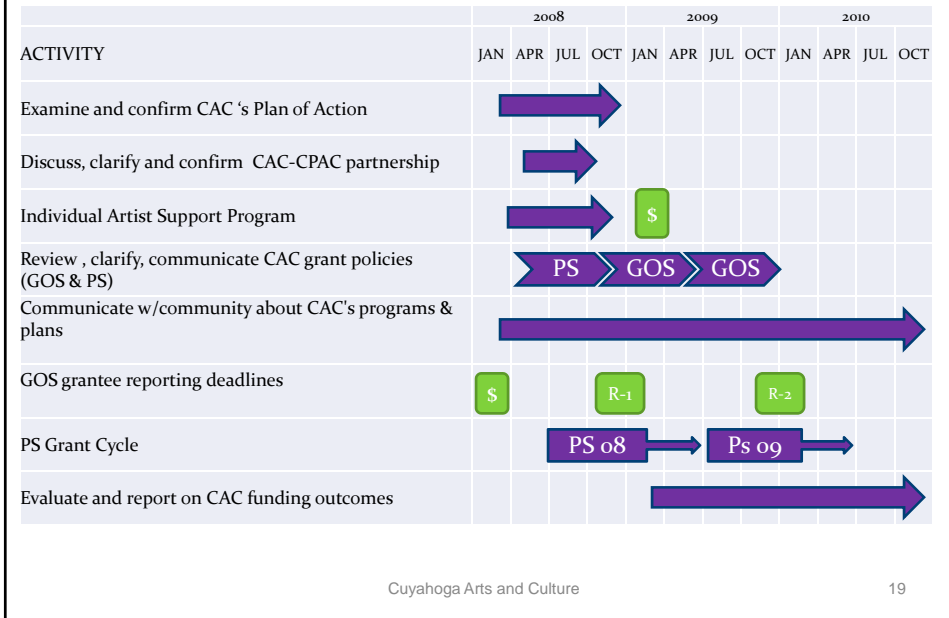 2008 2009 2010
ACTIVITY JAN APR JUL OCT JAN APR JUL OCT JAN APR JUL OCT
Examine and confirm CAC ‘s Plan of Action
Discuss, clarify and confirm CAC-CPAC partnership
Individual Artist Support Program $
Review , clarify, communicate CAC grant policies
(GOS & PS) PS GOS GOS
Communicate w/community about CAC's programs &
plans
GOS grantee reporting deadlines $ R-1 R-2
PS Grant Cycle PS 08 Ps 09
Evaluate and report on CAC funding outcomes
Cuyahoga Arts and Culture 19